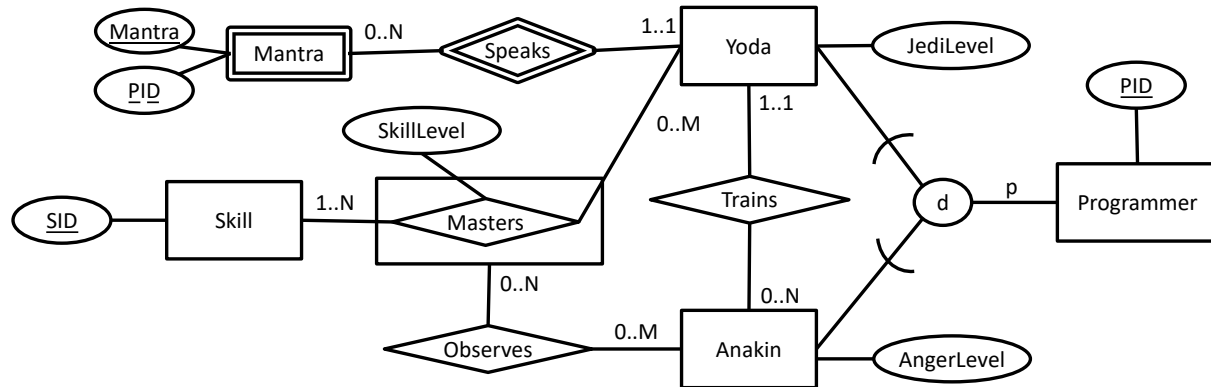 Mantra
PID
Mantra
0..N
Speaks
1..1
Yoda
JediLevel
1..1
PID
SkillLevel
0..M
SID
Skill
1..N
Masters
Trains
d
p
Programmer
0..N
0..N
Observes
0..M
Anakin
AngerLevel